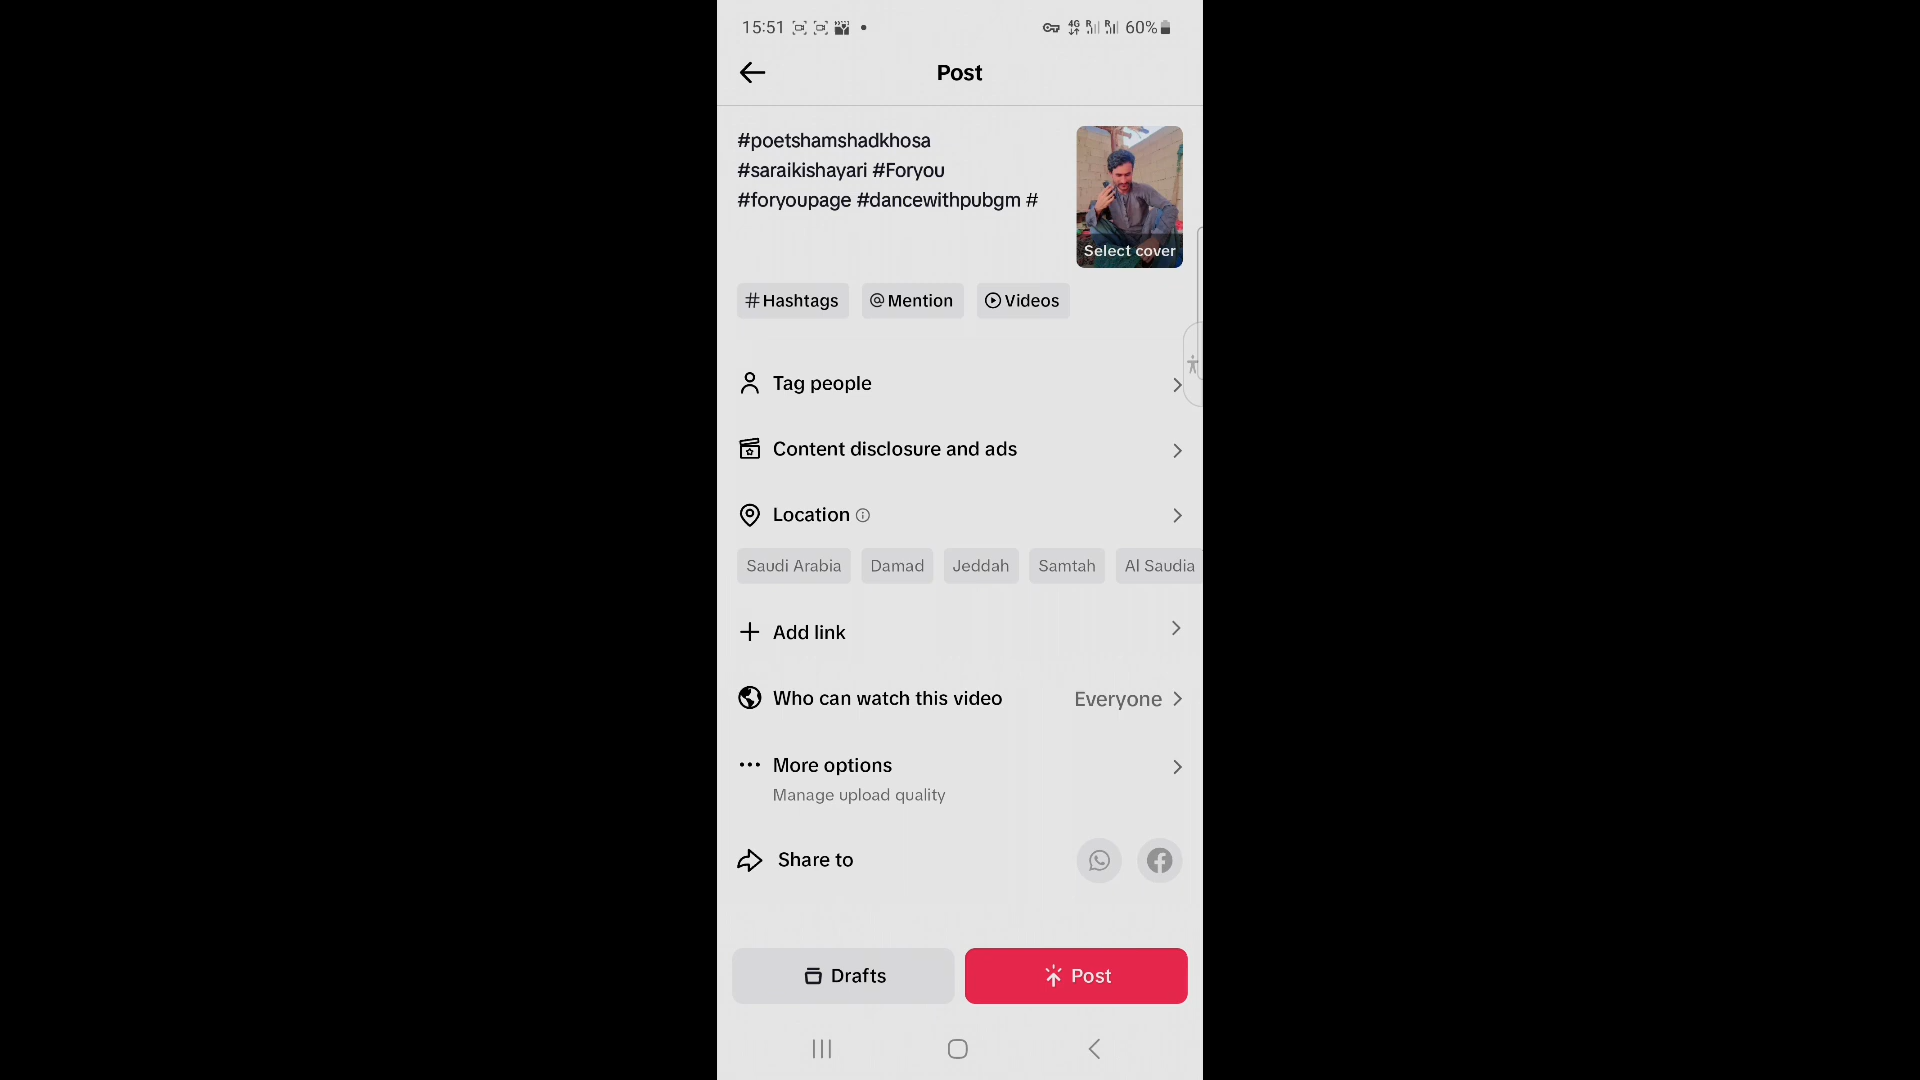 15:51
4G R R 60%
Post
#poetshamshadkhosa
#saraikishayari #Foryou
#foryoupage #dancewithpubgm #
Select cover
# Hashtags @ Mention Videos
Tag people
Content disclosure and ads
Location
Saudi Arabia Damad Jeddah Samtah Al Saudia
+ Add link
Who can watch this video Everyone
More options
Manage upload quality
Share to
Drafts Post